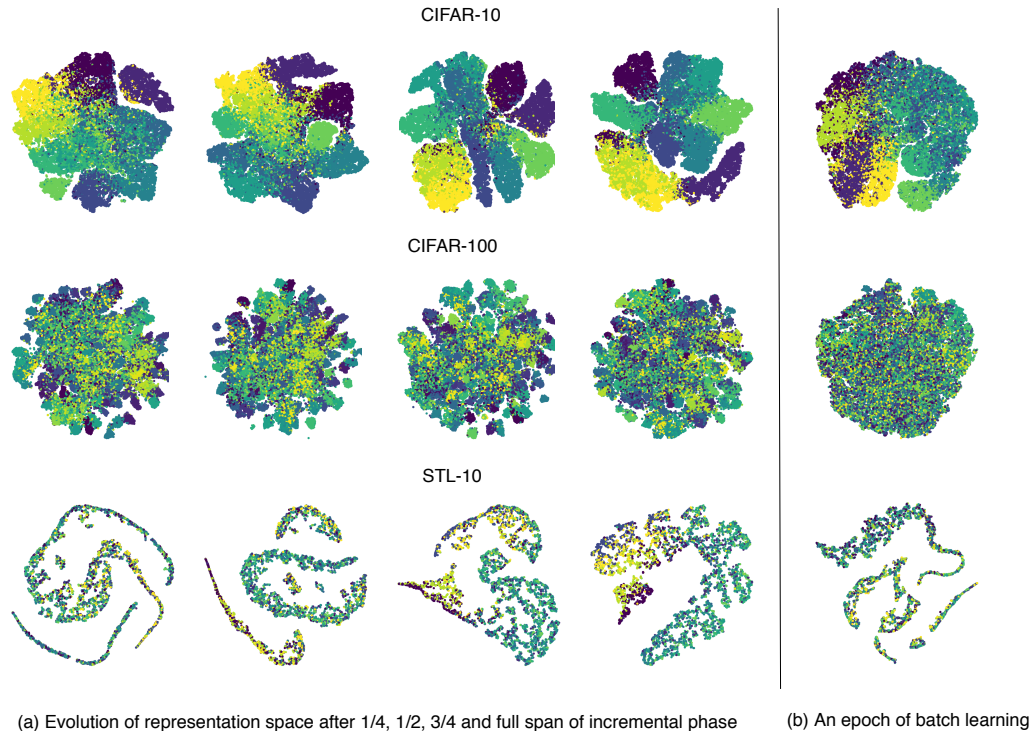 CIFAR-10
CIFAR-100
STL-10
(a) Evolution of representation space after 1/4, 1/2, 3/4 and full span of incremental phase
(b) An epoch of batch learning